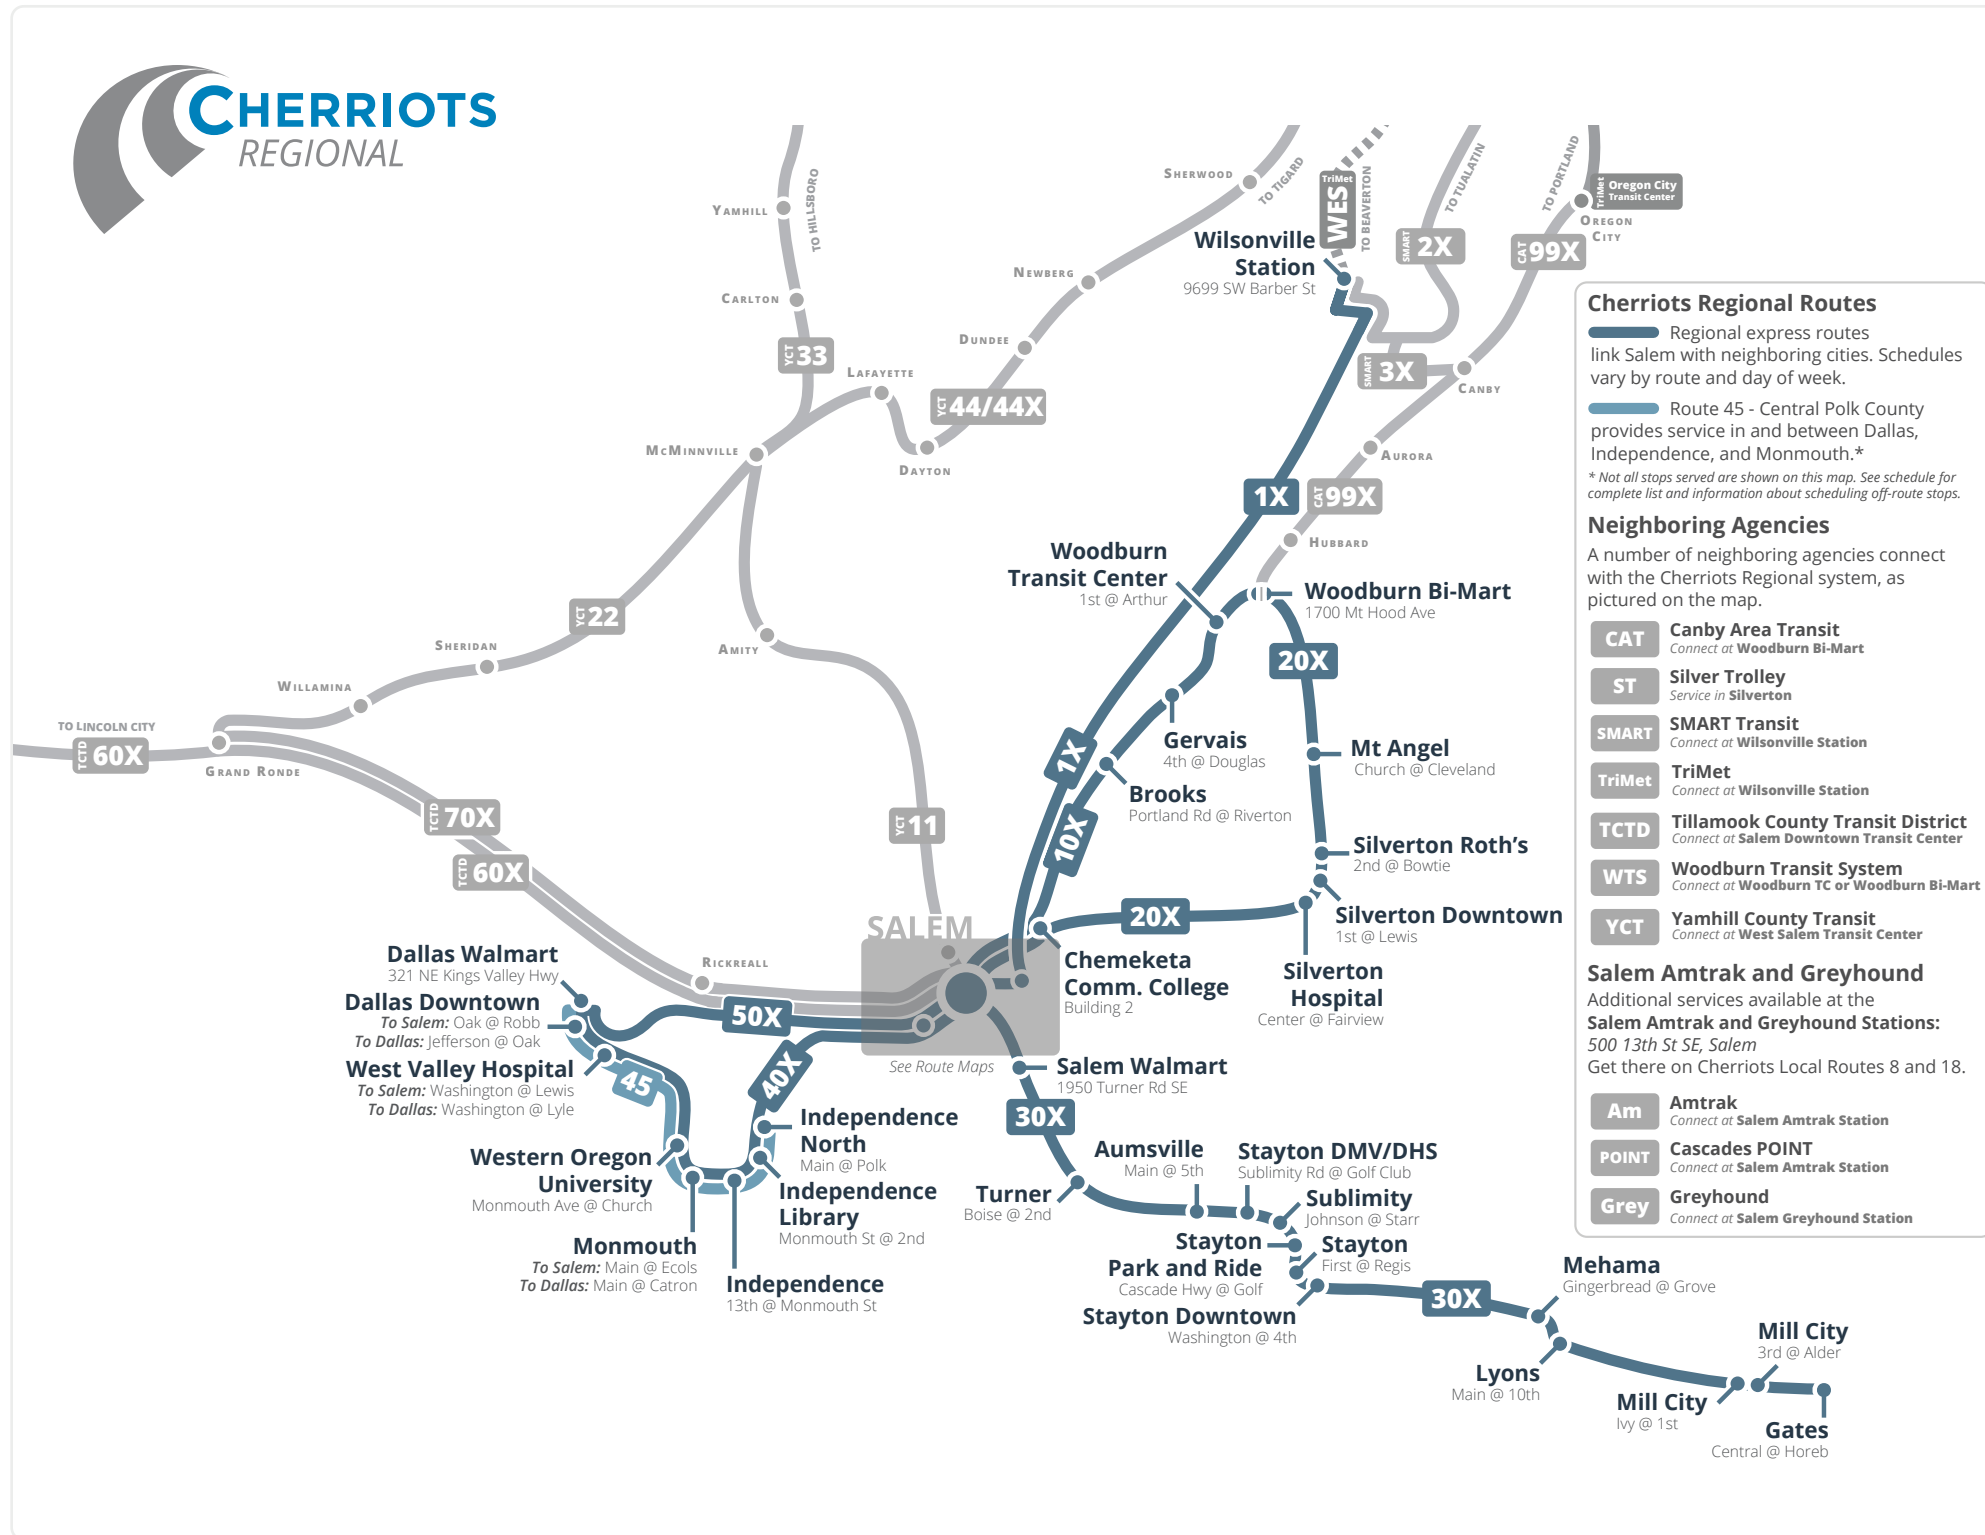 CHERRIOTS
REGIONAL
YAMHILL
TO HILLSBORO
CARLTON
YCT 33
LAFAYETTE
MCMINNVILLE
DAYTON
YCT 44/44X
DUNDEE
NEWBERG
SHERWOOD
TO TIGARD
TriMet
WES
TO BEAVERTON
Wilsonville
Station
9699 SW Barber St
SMART 2X
TO TUALATIN
TO PORTLAND
TriMet
Oregon City
Transit Center
OREGON
CITY
CAT 99X
SMART 3X
CANBY
AURORA
1X
CAT 99X
HUBBARD
Woodburn
Transit Center
1st @ Arthur
Woodburn Bi-Mart
1700 Mt Hood Ave
20X
YCT 22
SHERIDAN
WILLAMINA
AMITY
TO LINCOLN CITY
TCTD 60X
GRAND RONDE
TCTD 70X
TCTD 60X
YCT 11
1X
10X
Gervais
4th @ Douglas
Brooks
Portland Rd @ Riverton
Mt Angel
Church @ Cleveland
Silverton Roth's
2nd @ Bowtie
Silverton Downtown
1st @ Lewis
20X
Silverton
Hospital
Center @ Fairview
SALEM
Chemeketa
Comm. College
Building 2
RICKREALL
Dallas Walmart
321 NE Kings Valley Hwy
Dallas Downtown
To Salem: Oak @ Robb
To Dallas: Jefferson @ Oak
West Valley Hospital
To Salem: Washington @ Lewis
To Dallas: Washington @ Lyle
50X
40X
45
See Route Maps
Western Oregon
University
Monmouth Ave @ Church
Monmouth
To Salem: Main @ Ecols
To Dallas: Main @ Catron
Independence
North
Main @ Polk
Independence
Library
Monmouth St @ 2nd
Independence
13th @ Monmouth St
Salem Walmart
1950 Turner Rd SE
30X
Turner
Boise @ 2nd
Aumsville
Main @ 5th
Stayton DMV/DHS
Sublimity Rd @ Golf Club
Sublimity
Johnson @ Starr
Stayton
Park and Ride
Cascade Hwy @ Golf
Stayton
First @ Regis
Stayton Downtown
Washington @ 4th
30X
Mehama
Gingerbread @ Grove
Lyons
Main @ 10th
Mill City
3rd @ Alder
Mill City
Ivy @ 1st
Gates
Central @ Horeb
Cherriots Regional Routes
Regional express routes
link Salem with neighboring cities. Schedules
vary by route and day of week.
Route 45 - Central Polk County
provides service in and between Dallas,
Independence, and Monmouth.*
* Not all stops served are shown on this map. See schedule for
complete list and information about scheduling off-route stops.
Neighboring Agencies
A number of neighboring agencies connect
with the Cherriots Regional system, as
pictured on the map.
CAT
Canby Area Transit
Connect at Woodburn Bi-Mart
ST
Silver Trolley
Service in Silverton
SMART
SMART Transit
Connect at Wilsonville Station
TriMet
TriMet
Connect at Wilsonville Station
TCTD
Tillamook County Transit District
Connect at Salem Downtown Transit Center
WTS
Woodburn Transit System
Connect at Woodburn TC or Woodburn Bi-Mart
YCT
Yamhill County Transit
Connect at West Salem Transit Center
Salem Amtrak and Greyhound
Additional services available at the
Salem Amtrak and Greyhound Stations:
500 13th St SE, Salem
Get there on Cherriots Local Routes 8 and 18.
Am
Amtrak
Connect at Salem Amtrak Station
POINT
Cascades POINT
Connect at Salem Amtrak Station
Grey
Greyhound
Connect at Salem Greyhound Station